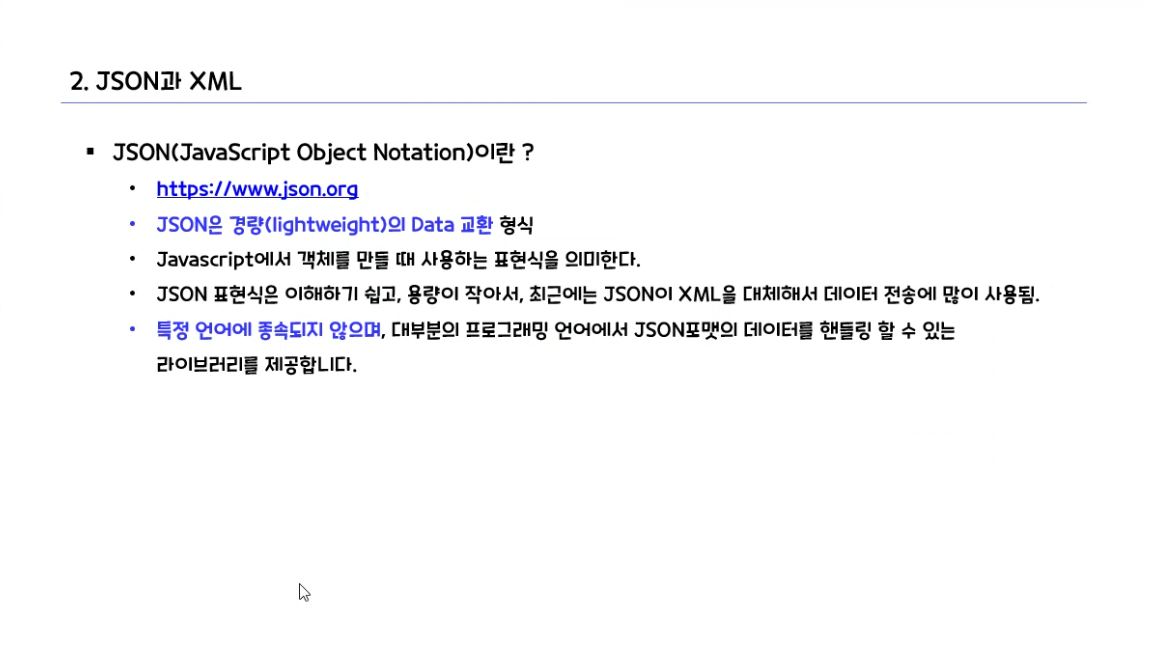 2. JSON과 XML
▪ JSON(JavaScript Object Notation)이란 ?
• https://www.json.org
• JSON은 경량(lightweight)의 Data 교환 형식
• Javascript에서 객체를 만들 때 사용하는 표현식을 의미한다.
• JSON 표현식은 이해하기 쉽고, 용량이 작아서, 최근에는 JSON이 XML을 대체해서 데이터 전송에 많이 사용됨.
• 특정 언어에 종속되지 않으며, 대부분의 프로그래밍 언어에서 JSON포맷의 데이터를 핸들링 할 수 있는
라이브러리를 제공합니다.